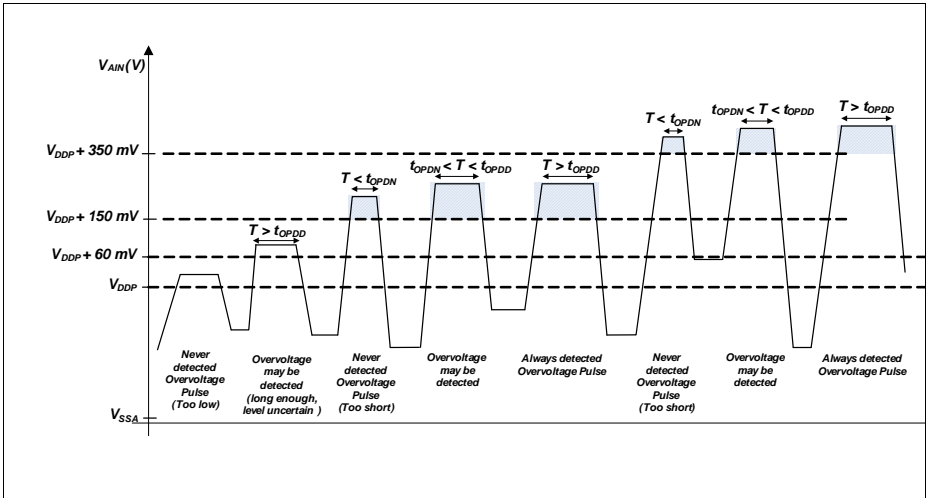 VAIN (V)
VDDP + 350 mV
VDDP + 150 mV
VDDP + 60 mV
VDDP
VSSA
T > tOPDD
T < tOPDN
tOPDN < T < tOPDD
T > tOPDD
T < tOPDN
tOPDN < T < tOPDD
T > tOPDD
Never
detected
Overvoltage
Pulse
(Too low)
Overvoltage
may be
detected
(long enough,
level uncertain )
Never
detected
Overvoltage
Pulse
(Too short)
Overvoltage
may be
detected
Always detected
Overvoltage Pulse
Never
detected
Overvoltage
Pulse
(Too short)
Overvoltage
may be
detected
Always detected
Overvoltage Pulse